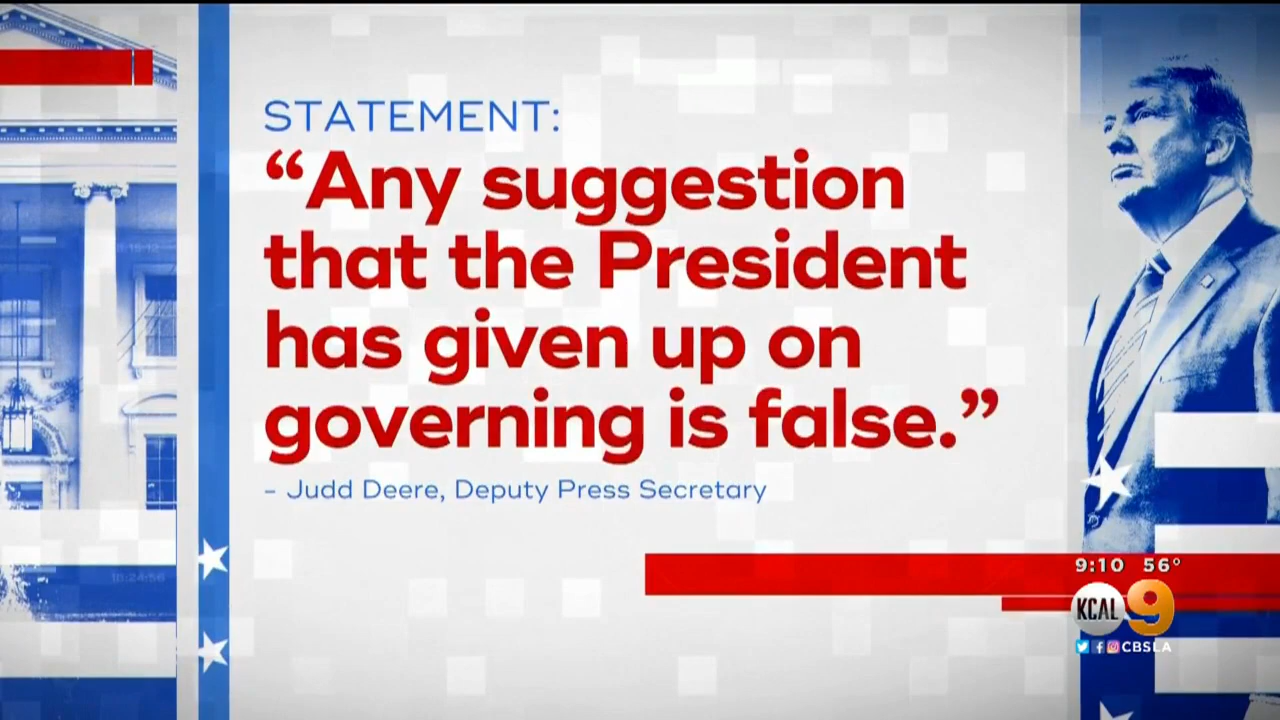 STATEMENT:
“Any suggestion
that the President
has given up on
governing is false.”
– Judd Deere, Deputy Press Secretary
9:10 56°
KCAL 9
CBSLA